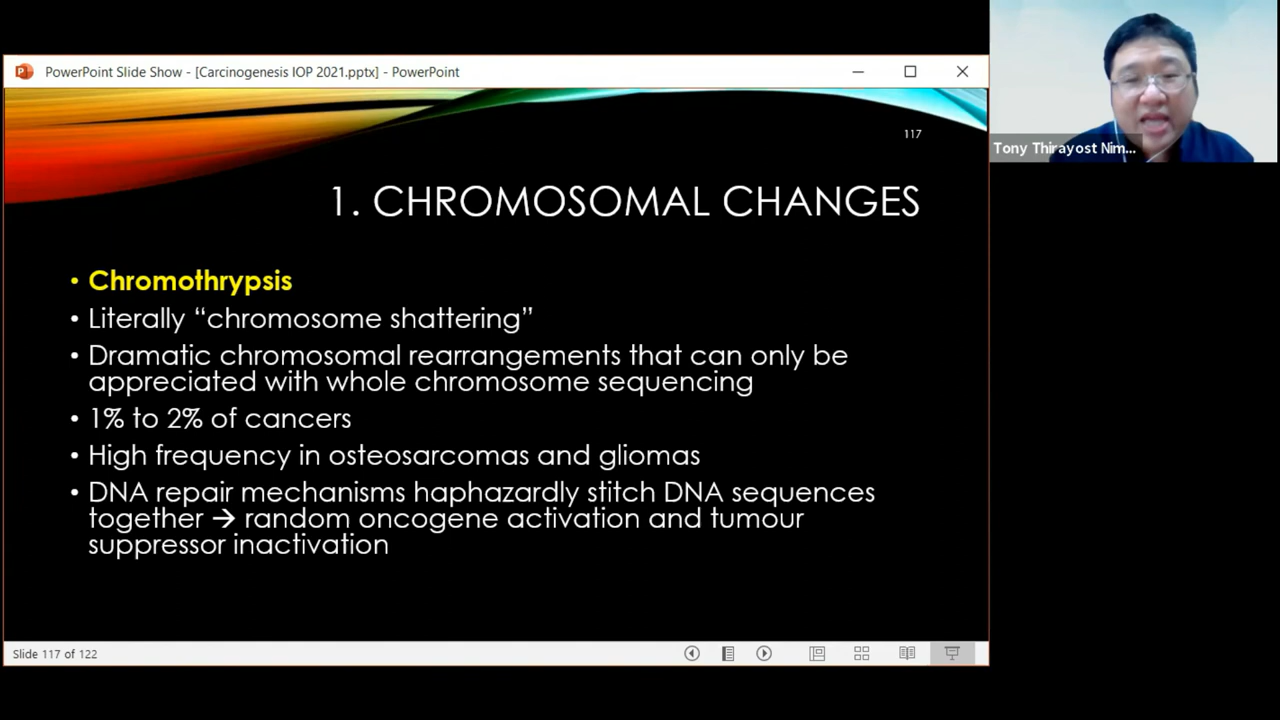 PowerPoint Slide Show - [Carcinogenesis IOP 2021.pptx] - PowerPoint
117
1. CHROMOSOMAL CHANGES
• Chromothrypsis
• Literally “chromosome shattering”
• Dramatic chromosomal rearrangements that can only be
appreciated with whole chromosome sequencing
• 1% to 2% of cancers
• High frequency in osteosarcomas and gliomas
• DNA repair mechanisms haphazardly stitch DNA sequences
together → random oncogene activation and tumour
suppressor inactivation
Slide 117 of 122
Tony Thirayost Nim...